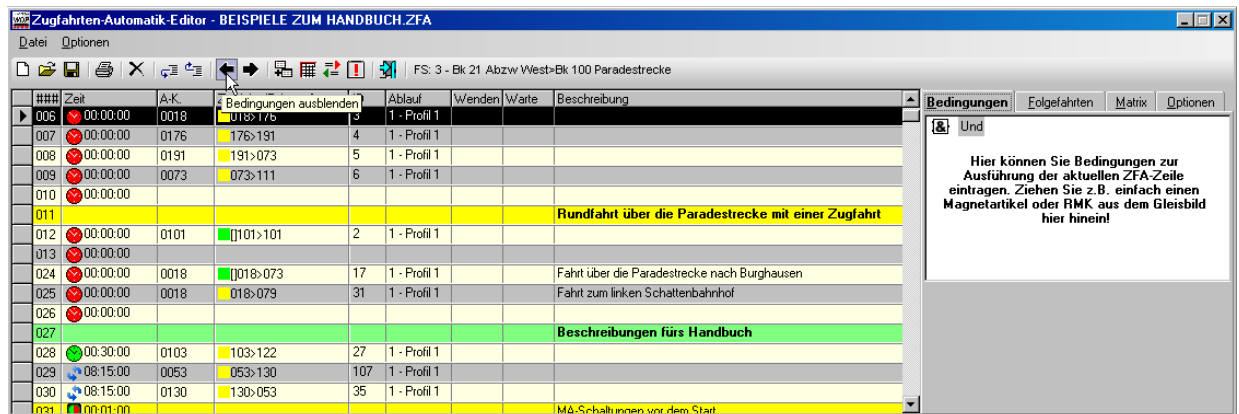 Zugfahrten-Automatik-Editor - BEISPIELE ZUM HANDBUCH.ZFA
Datei Optionen
FS: 3 - Bk 21 Abzw West>Bk 100 Paradestrecke
### Zeit A-K. Ablauf Wenden Warte Beschreibung
Bedingungen ausblenden
006 00:00:00 0018 018>176 3 1 - Profil 1
007 00:00:00 0176 176>191 4 1 - Profil 1
008 00:00:00 0191 191>073 5 1 - Profil 1
009 00:00:00 0073 073>111 6 1 - Profil 1
010 00:00:00
011 Rundfahrt über die Paradestrecke mit einer Zugfahrt
012 00:00:00 0101 []101>101 2 1 - Profil 1
013 00:00:00
024 00:00:00 0018 []018>073 17 1 - Profil 1 Fahrt über die Paradestrecke nach Burghausen
025 00:00:00 0018 018>079 31 1 - Profil 1 Fahrt zum linken Schattenbahnhof
026 00:00:00
027 Beschreibungen fürs Handbuch
028 00:30:00 0103 103>122 27 1 - Profil 1
029 08:15:00 0053 053>130 107 1 - Profil 1
030 08:15:00 0130 130>053 35 1 - Profil 1
031 00:01:00 MA-Schaltungen vor dem Start
Bedingungen Folgefahrten Matrix Optionen
& Und
Hier können Sie Bedingungen zur
Ausführung der aktuellen ZFA-Zeile
eintragen. Ziehen Sie z.B. einfach einen
Magnetartikel oder RMK aus dem Gleisbild
hier hinein!